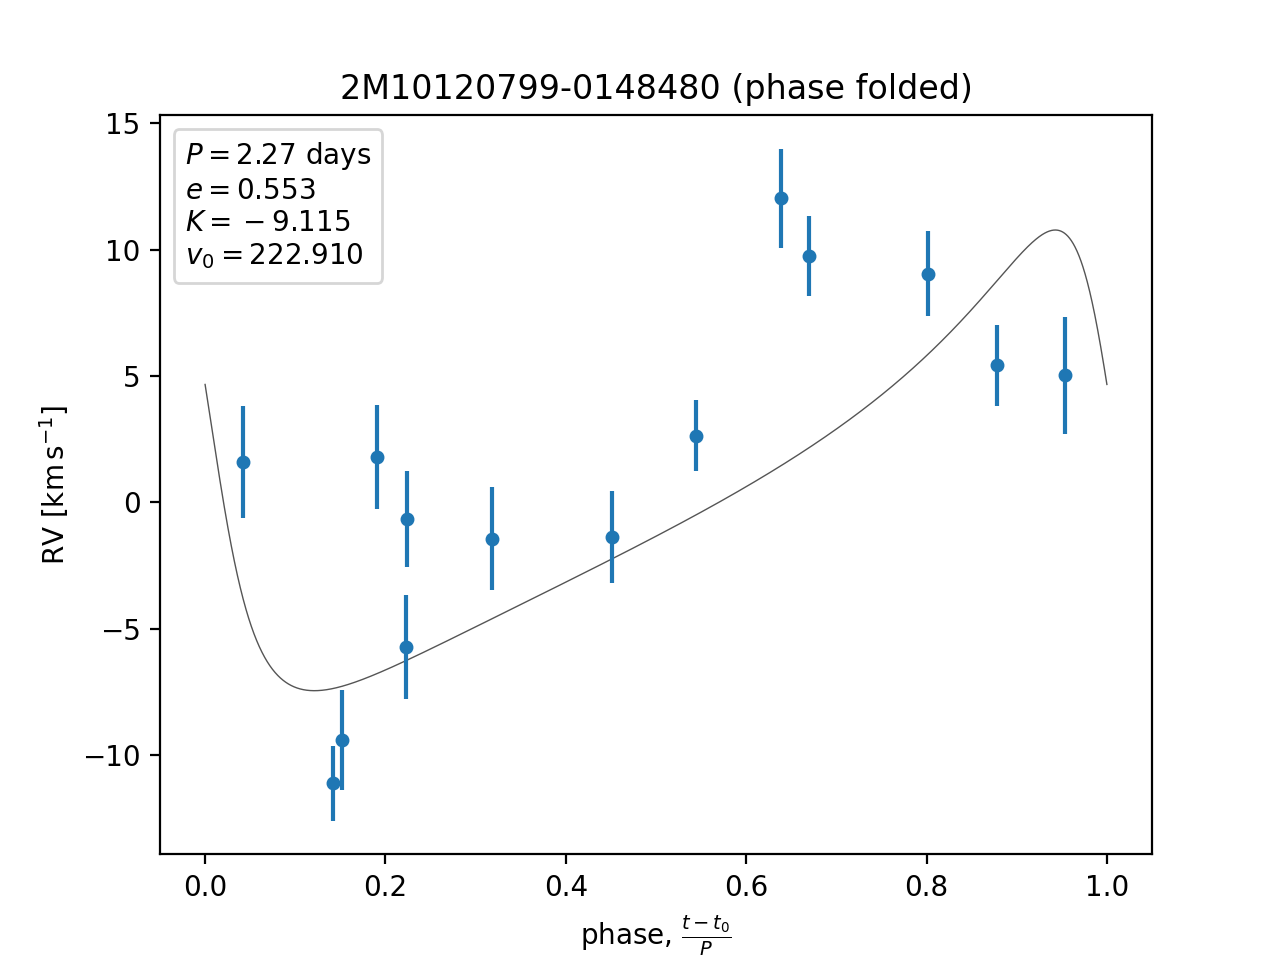 2M10120799-0148480 (phase folded)
P = 2.27 days
e = 0.553
K = −9.115
v₀ = 222.910
15
10
5
0
−5
−10
RV [km s⁻¹]
0.0 0.2 0.4 0.6 0.8 1.0
phase, (t − t₀)/P